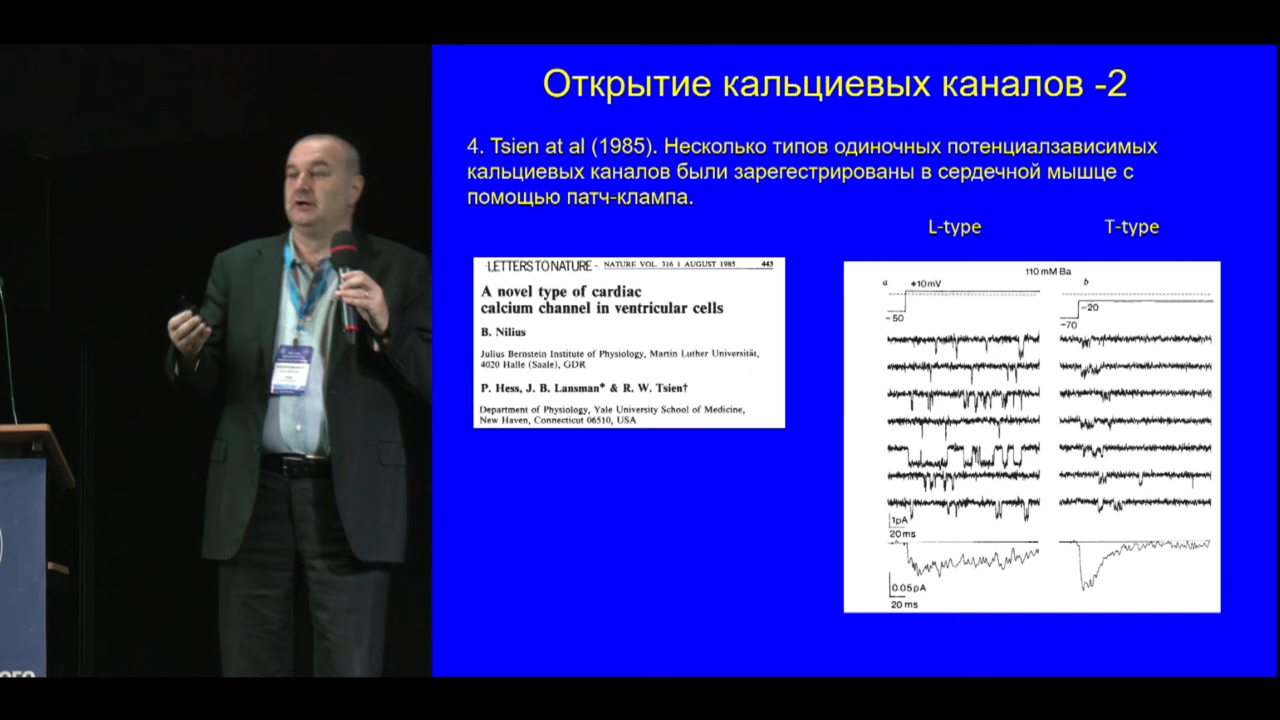 Открытие кальциевых каналов -2
4. Tsien at al (1985). Несколько типов одиночных потенциалзависимых
кальциевых каналов были зарегестрированы в сердечной мышце с
помощью патч-клампа.
L-type
T-type
LETTERS TO NATURE
NATURE VOL. 316 1 AUGUST 1985
443
A novel type of cardiac
calcium channel in ventricular cells
B. Nilius
Julius Bernstein Institute of Physiology, Martin Luther Universität,
4020 Halle (Saale), GDR
P. Hess, J. B. Lansman* & R. W. Tsien†
Department of Physiology, Yale University School of Medicine,
New Haven, Connecticut 06510, USA
110 mM Ba
a
+10 mV
-50
b
-20
-70
1pA
20 ms
0.05 pA
20 ms